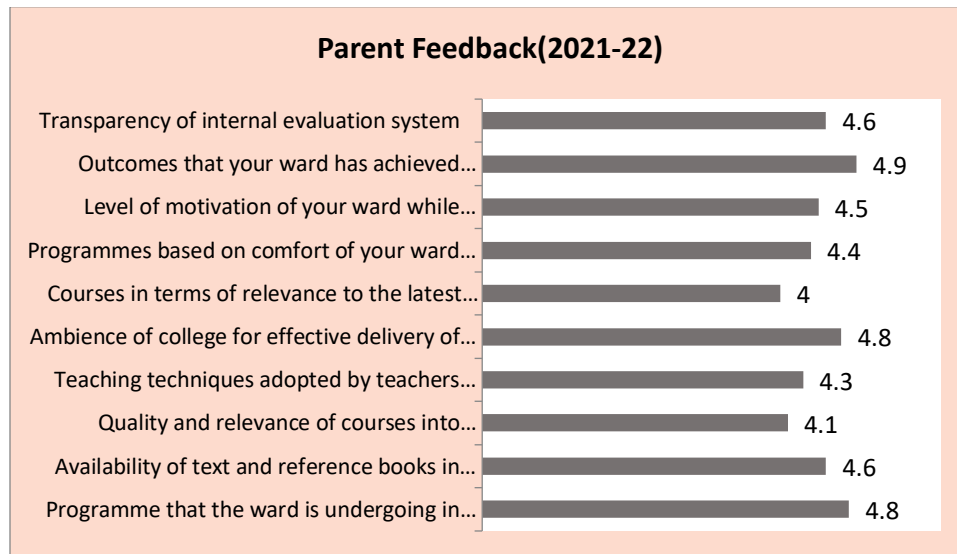 Parent Feedback(2021-22)
Transparency of internal evaluation system 4.6
Outcomes that your ward has achieved... 4.9
Level of motivation of your ward while... 4.5
Programmes based on comfort of your ward... 4.4
Courses in terms of relevance to the latest... 4
Ambience of college for effective delivery of... 4.8
Teaching techniques adopted by teachers... 4.3
Quality and relevance of courses into... 4.1
Availability of text and reference books in... 4.6
Programme that the ward is undergoing in... 4.8